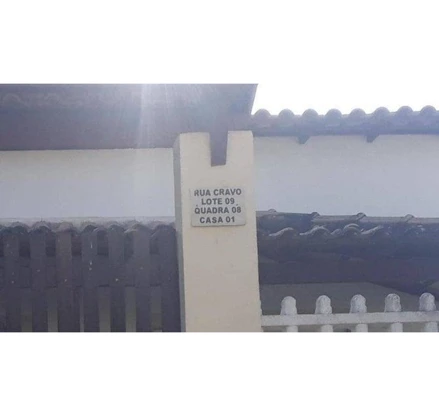 RUA CRAVO
LOTE 09
QUADRA 08
CASA 01